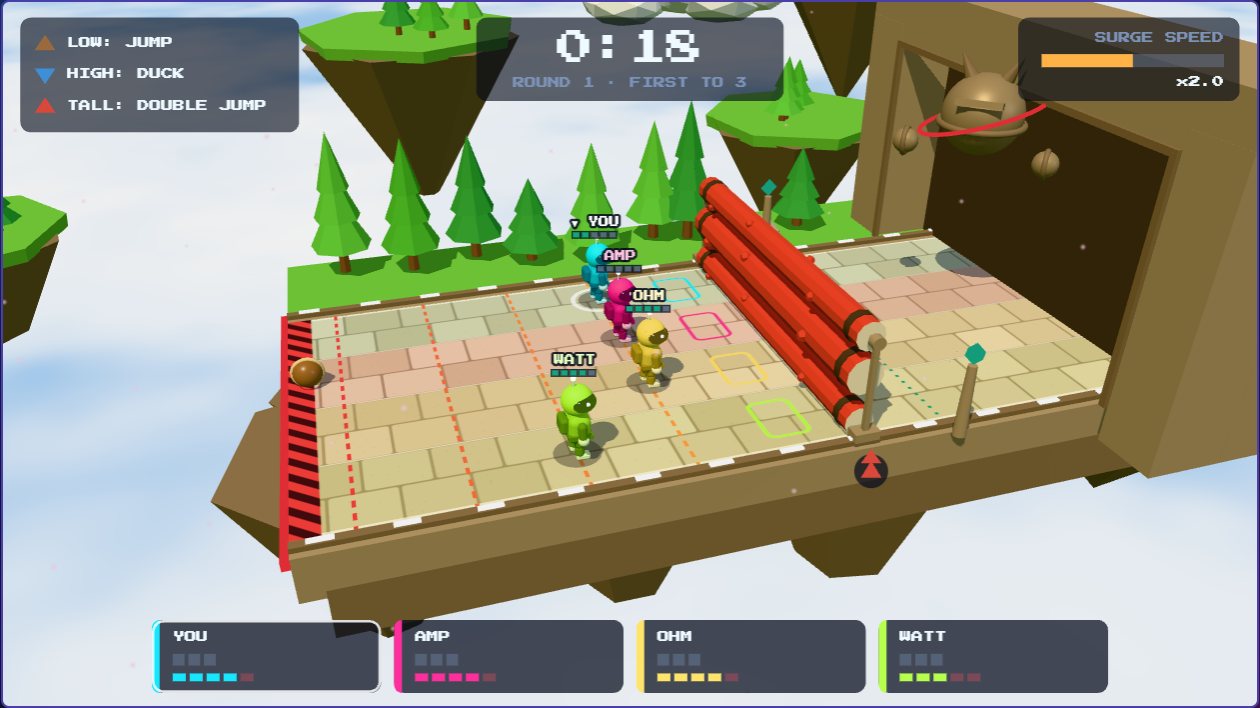 LOW: JUMP
HIGH: DUCK
TALL: DOUBLE JUMP
0:18
ROUND 1 · FIRST TO 3
SURGE SPEED
x2.0
▼ YOU
AMP
OHM
WATT
YOU
AMP
OHM
WATT